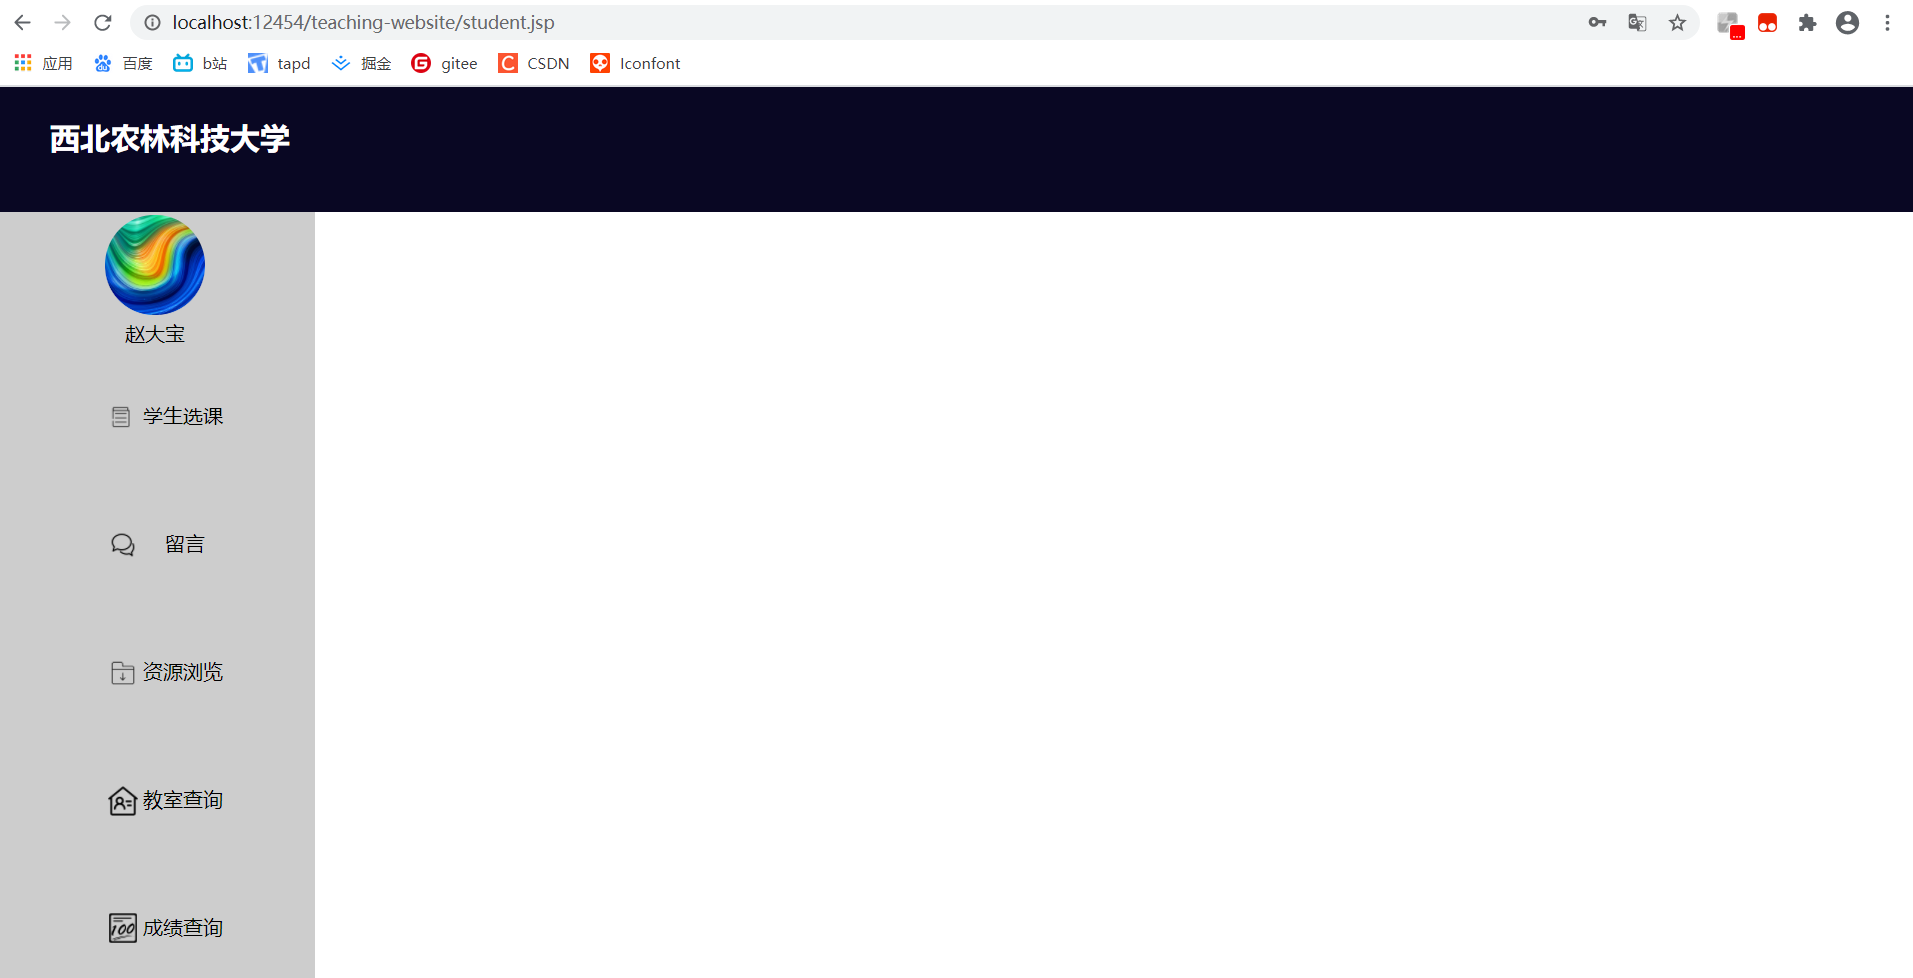 localhost:12454/teaching-website/student.jsp
应用 百度 b站 tapd 掘金 gitee CSDN Iconfont
西北农林科技大学
赵大宝
学生选课
留言
资源浏览
教室查询
100 成绩查询